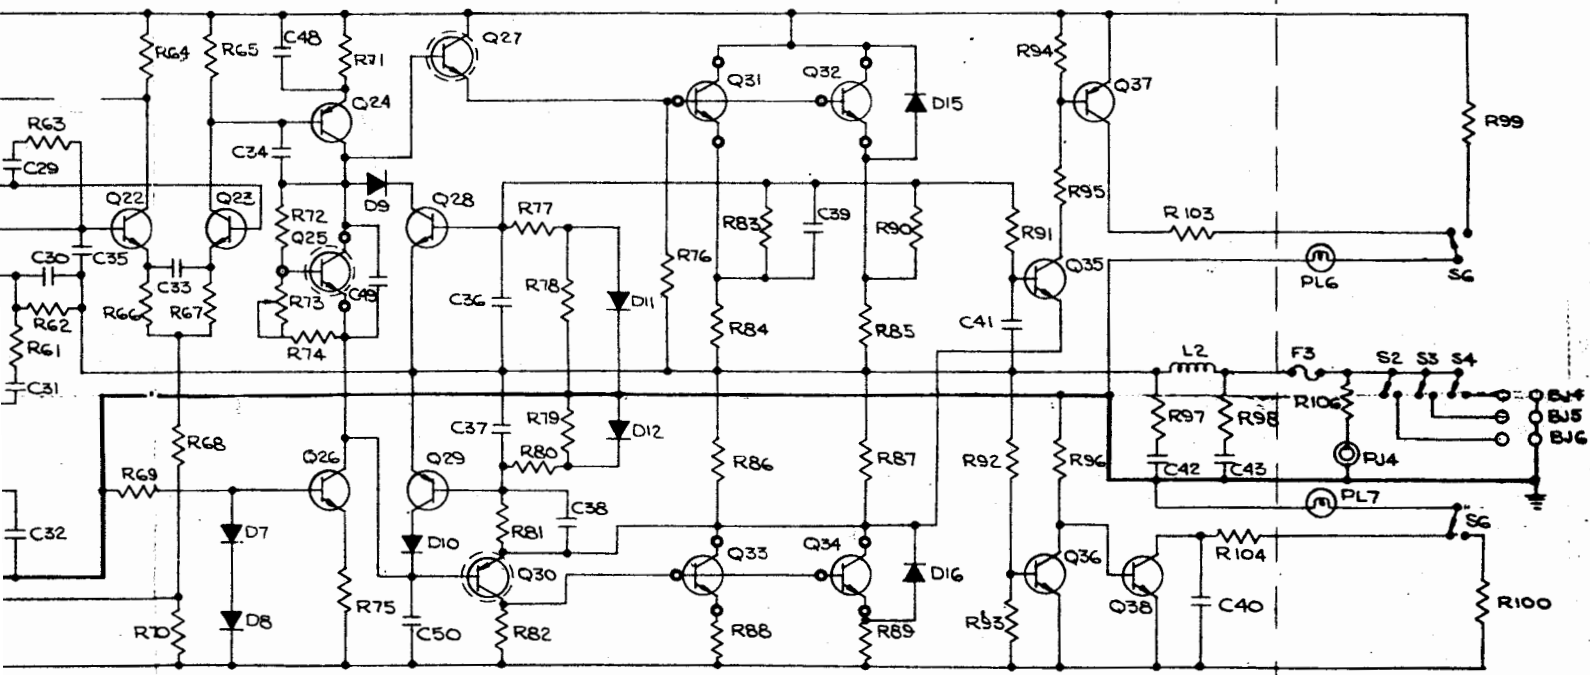 R64
R65
C48
R71
Q27
Q31
Q32
D15
R94
Q37
R99
R63
C29
C34
Q24
Q22
Q23
D9
Q28
R77
R83
C39
R90
R91
R95
R103
S6
C30
C35
C33
R72
Q25
R73
C49
C36
R78
D11
R76
Q35
PL6
R62
R66
R67
R74
R84
R85
C41
R61
C31
L2
F3
S2
S3
S4
R106
BJ4
BJ5
BJ6
R97
R98
PJ4
R68
R69
Q26
Q29
C37
R79
D12
R80
R86
R87
R92
R96
C42
C43
PL7
C32
D7
D10
R81
C38
Q30
Q33
Q34
D16
Q36
Q38
R104
S6
C40
R100
R70
D8
R75
C50
R82
R88
R89
R93